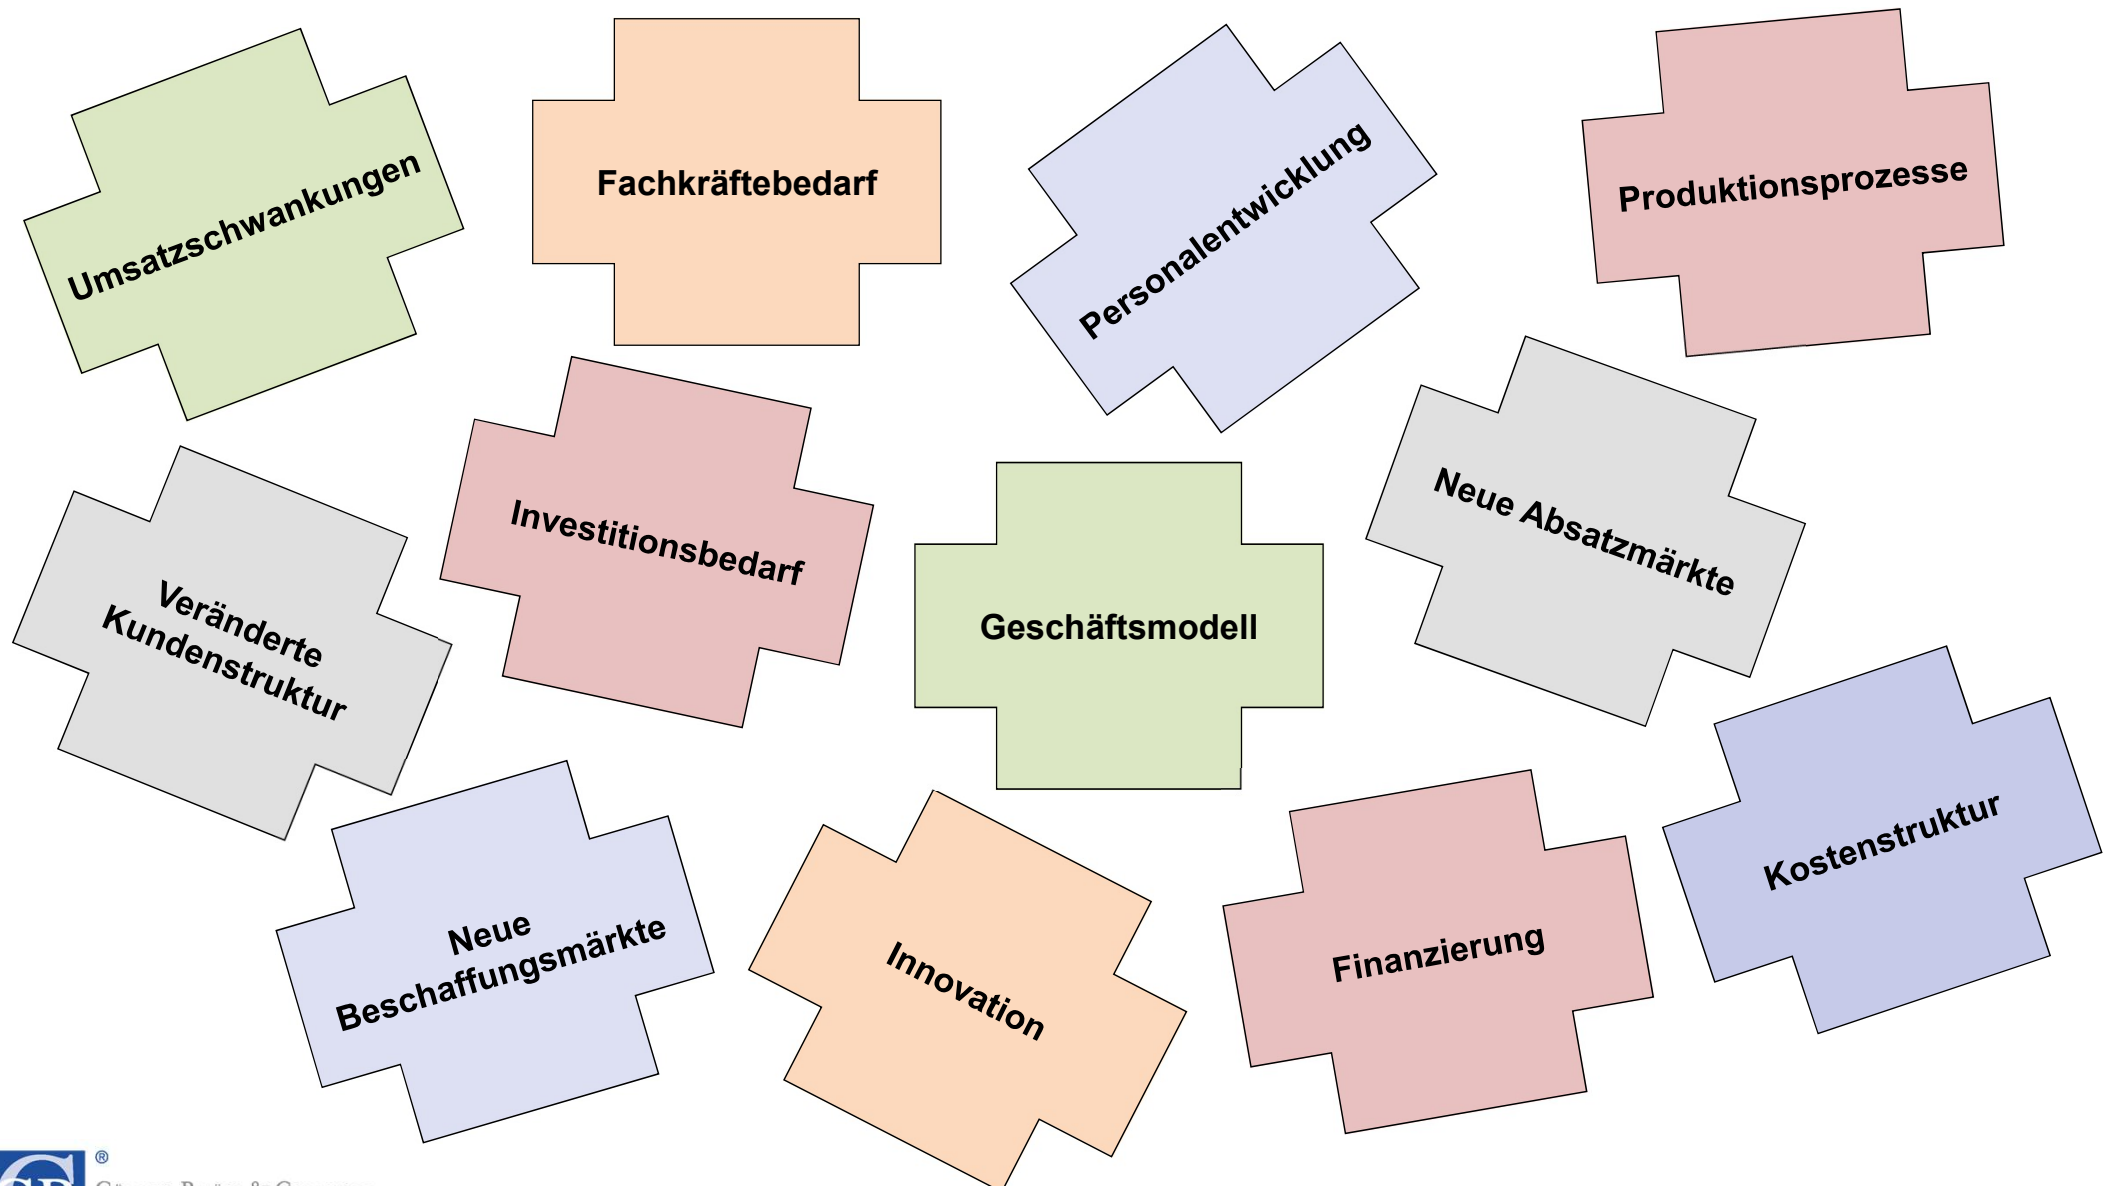 Umsatzschwankungen
Fachkräftebedarf
Personalentwicklung
Produktionsprozesse
Veränderte
Kundenstruktur
Investitionsbedarf
Geschäftsmodell
Neue Absatzmärkte
Neue
Beschaffungsmärkte
Innovation
Finanzierung
Kostenstruktur
®